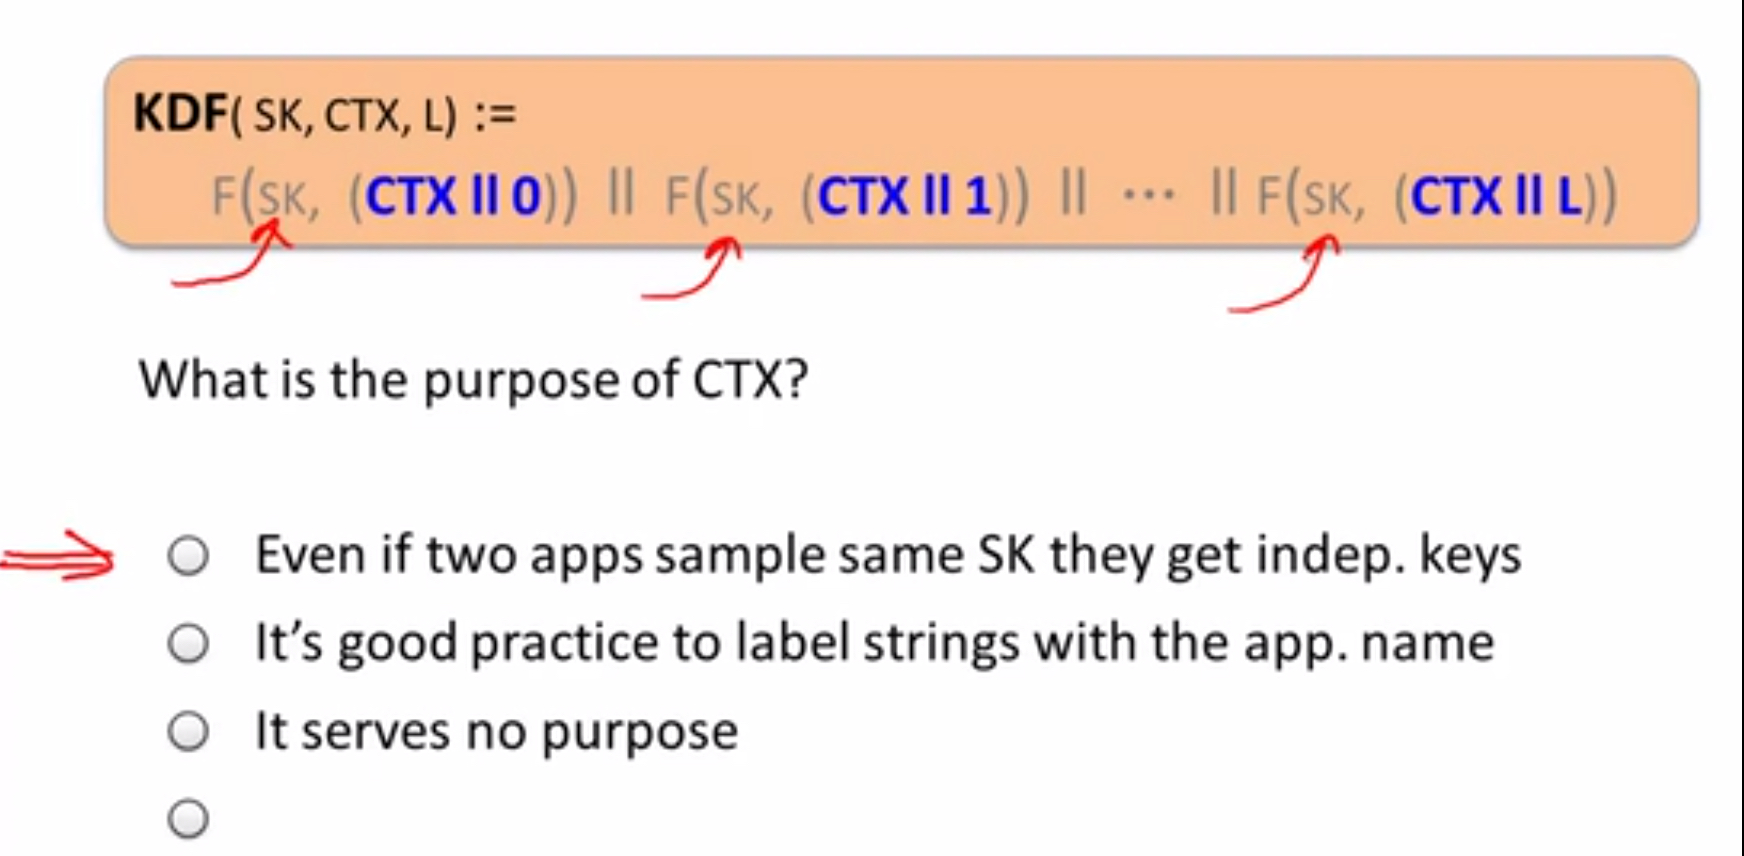 KDF( SK, CTX, L) :=
F(SK, (CTX ll 0)) ll F(SK, (CTX ll 1)) ll ⋯ ll F(SK, (CTX ll L))
What is the purpose of CTX?
Even if two apps sample same SK they get indep. keys
It’s good practice to label strings with the app. name
It serves no purpose